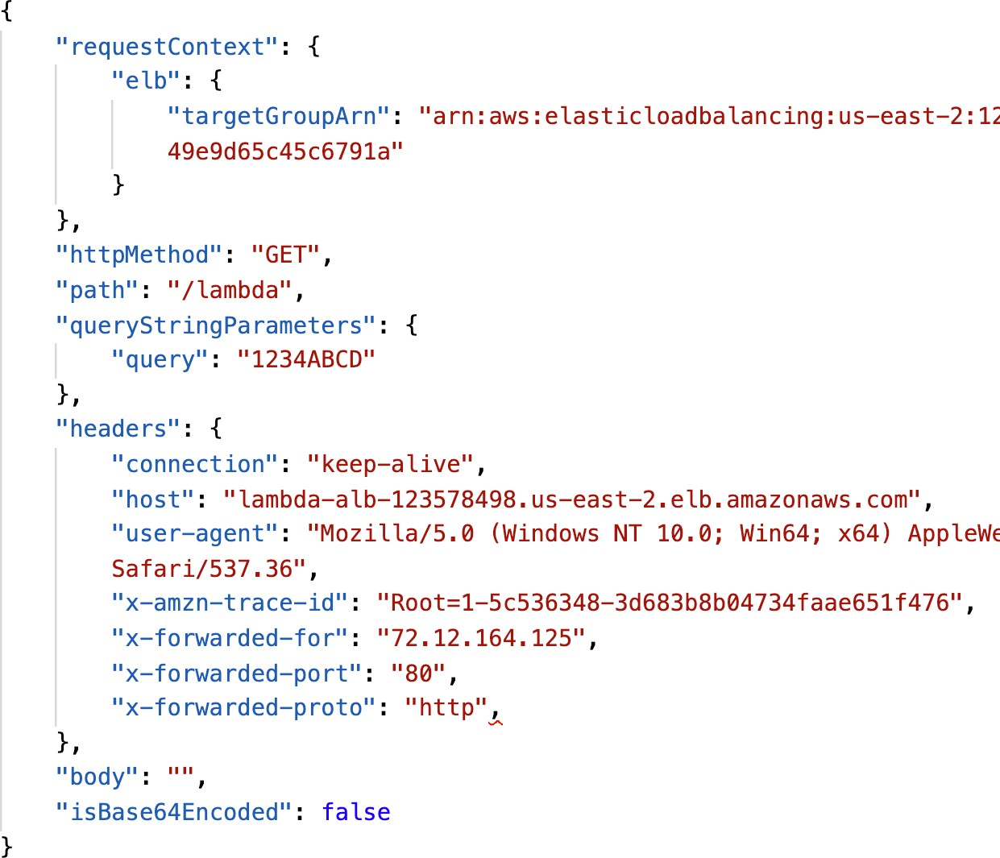 {
"requestContext": {
"elb": {
"targetGroupArn": "arn:aws:elasticloadbalancing:us-east-2:12
49e9d65c45c6791a"
}
},
"httpMethod": "GET",
"path": "/lambda",
"queryStringParameters": {
"query": "1234ABCD"
},
"headers": {
"connection": "keep-alive",
"host": "lambda-alb-123578498.us-east-2.elb.amazonaws.com",
"user-agent": "Mozilla/5.0 (Windows NT 10.0; Win64; x64) AppleWe
Safari/537.36",
"x-amzn-trace-id": "Root=1-5c536348-3d683b8b04734faae651f476",
"x-forwarded-for": "72.12.164.125",
"x-forwarded-port": "80",
"x-forwarded-proto": "http",
},
"body": "",
"isBase64Encoded": false
}